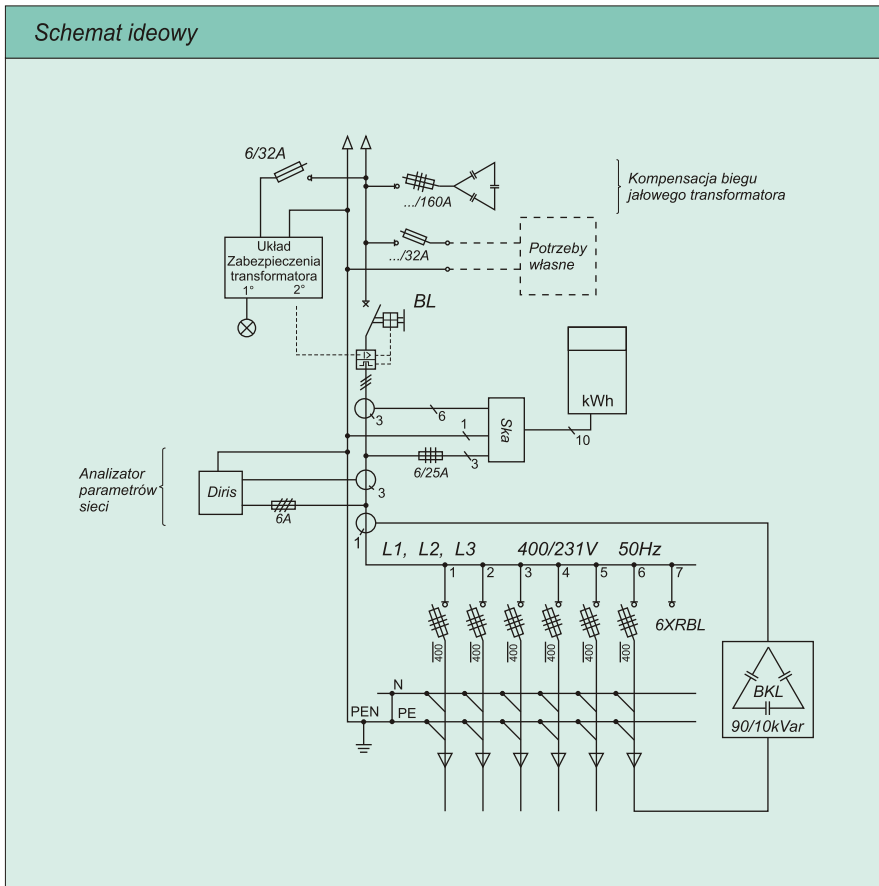 Schemat ideowy
6/32A
.../160A
Kompensacja biegu
jałowego transformatora
Układ
Zabezpieczenia
transformatora
1° 2°
.../32A
Potrzeby
własne
BL
kWh
3
6
1
Ska
10
6/25A
3
Analizator
parametrów
sieci
Diris
3
6A
1
L1, L2, L3 400/231V 50Hz
1 2 3 4 5 6 7
6XRBL
400 400 400 400 400 400
N
PEN PE
BKL
90/10kVar